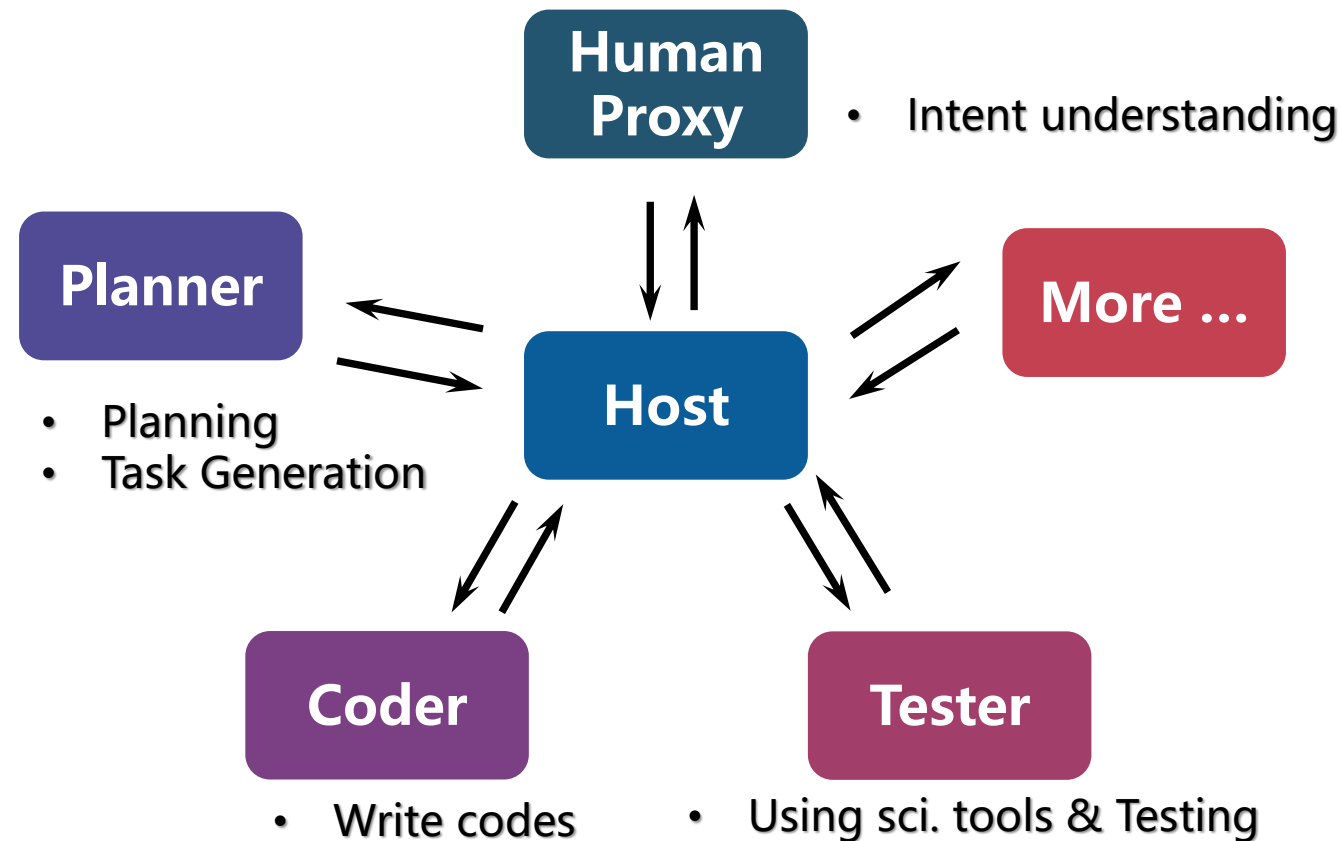 Human
Proxy
• Intent understanding
Planner
More ...
• Planning
• Task Generation
Host
Coder
Tester
• Write codes
• Using sci. tools & Testing